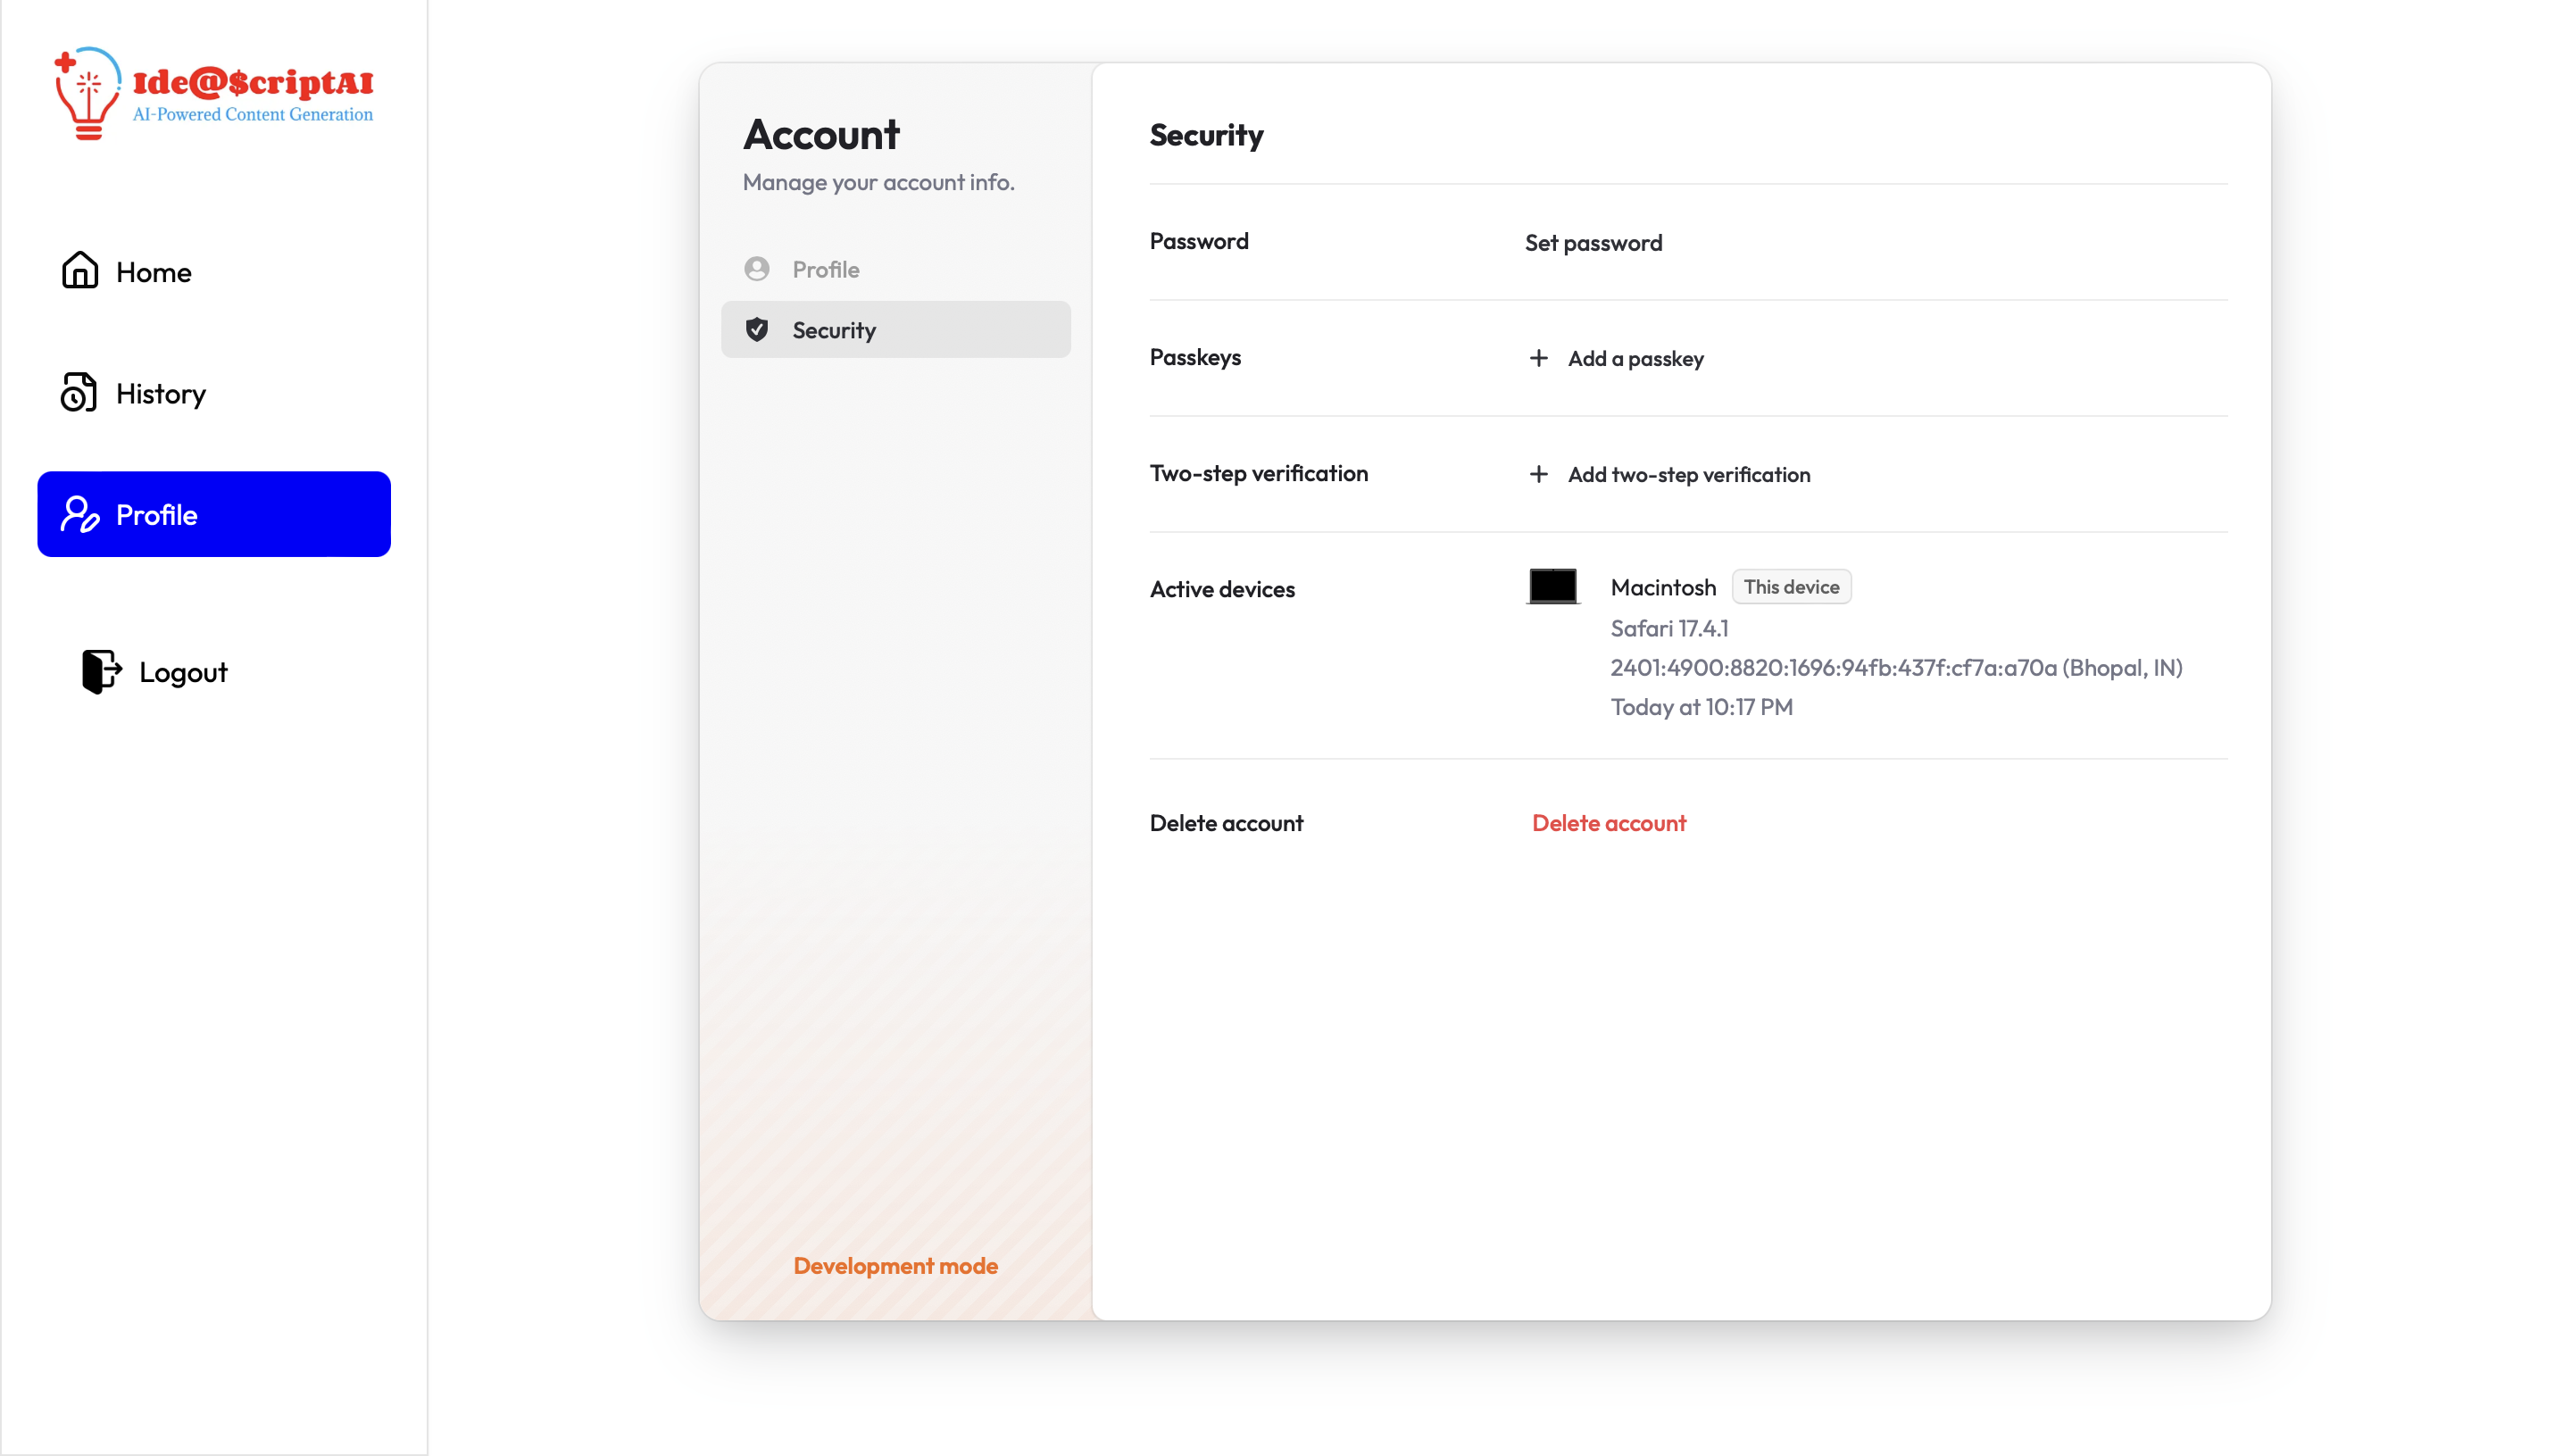 Ide@$criptAI
AI-Powered Content Generation
Home
History
Profile
Logout
Account
Manage your account info.
Profile
Security
Development mode
Security
Password
Set password
Passkeys
+ Add a passkey
Two-step verification
+ Add two-step verification
Active devices
Macintosh This device
Safari 17.4.1
2401:4900:8820:1696:94fb:437f:cf7a:a70a (Bhopal, IN)
Today at 10:17 PM
Delete account
Delete account